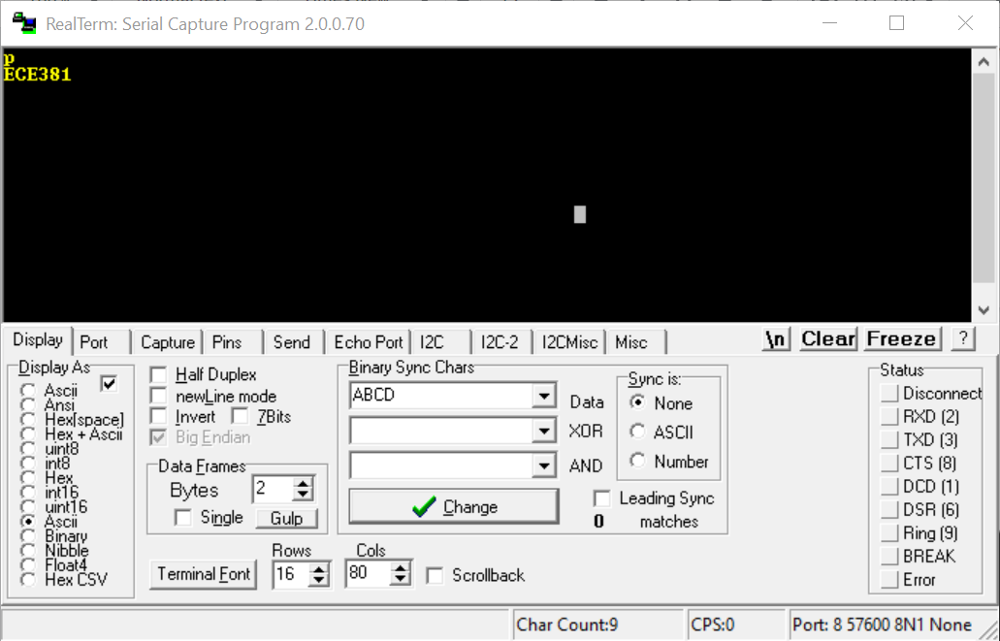 RealTerm: Serial Capture Program 2.0.0.70
p
ECE381
Display Port Capture Pins Send Echo Port I2C I2C-2 I2CMisc Misc \n Clear Freeze ?
Display As
Ascii
Ansi
Hex[space]
Hex + Ascii
uint8
int8
Hex
int16
uint16
Ascii
Binary
Nibble
Float4
Hex CSV
Half Duplex
newLine mode
Invert 7Bits
Big Endian
Data Frames
Bytes 2
Single Gulp
Terminal Font
Rows
16
Cols
80
Scrollback
Binary Sync Chars
ABCD Data
XOR
AND
Change
Sync is:
None
ASCII
Number
Leading Sync
0 matches
Status
Disconnect
RXD (2)
TXD (3)
CTS (8)
DCD (1)
DSR (6)
Ring (9)
BREAK
Error
Char Count:9 CPS:0 Port: 8 57600 8N1 None